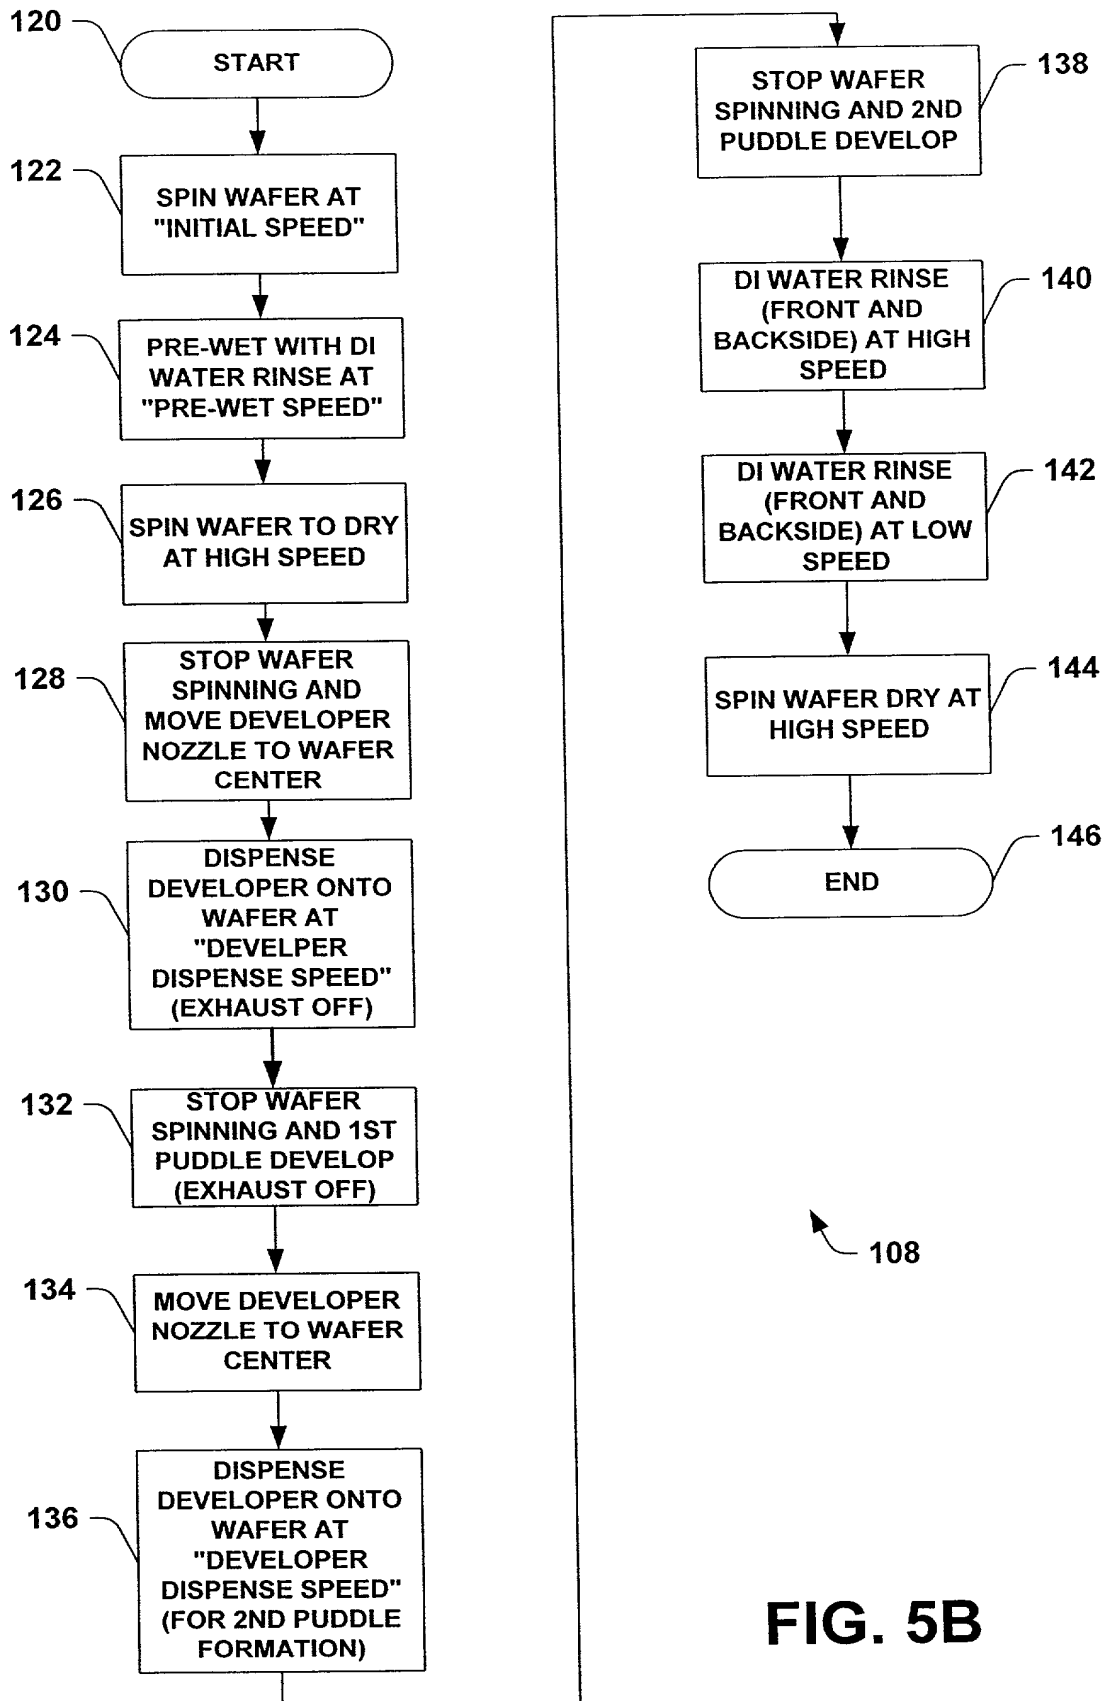 120
START
122
SPIN WAFER AT
"INITIAL SPEED"
124
PRE-WET WITH DI
WATER RINSE AT
"PRE-WET SPEED"
126
SPIN WAFER TO DRY
AT HIGH SPEED
128
STOP WAFER
SPINNING AND
MOVE DEVELOPER
NOZZLE TO WAFER
CENTER
130
DISPENSE
DEVELOPER ONTO
WAFER AT
"DEVELPER
DISPENSE SPEED"
(EXHAUST OFF)
132
STOP WAFER
SPINNING AND 1ST
PUDDLE DEVELOP
(EXHAUST OFF)
134
MOVE DEVELOPER
NOZZLE TO WAFER
CENTER
136
DISPENSE
DEVELOPER ONTO
WAFER AT
"DEVELOPER
DISPENSE SPEED"
(FOR 2ND PUDDLE
FORMATION)
138
STOP WAFER
SPINNING AND 2ND
PUDDLE DEVELOP
140
DI WATER RINSE
(FRONT AND
BACKSIDE) AT HIGH
SPEED
142
DI WATER RINSE
(FRONT AND
BACKSIDE) AT LOW
SPEED
144
SPIN WAFER DRY AT
HIGH SPEED
146
END
108
FIG. 5B